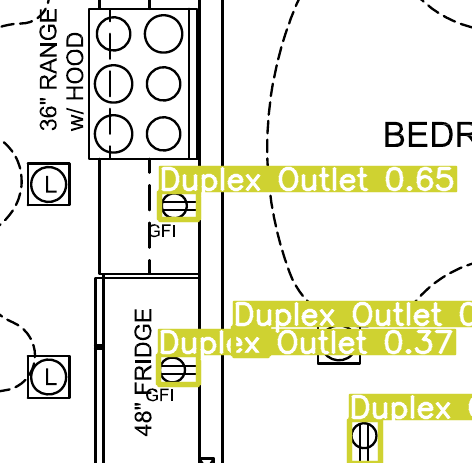 36" RANGE
w/ HOOD
BEDR
L
Duplex Outlet 0.65
GFI
Duplex Outlet 0
Duplex Outlet 0.37
48" FRIDGE
L
GFI
Duplex 0